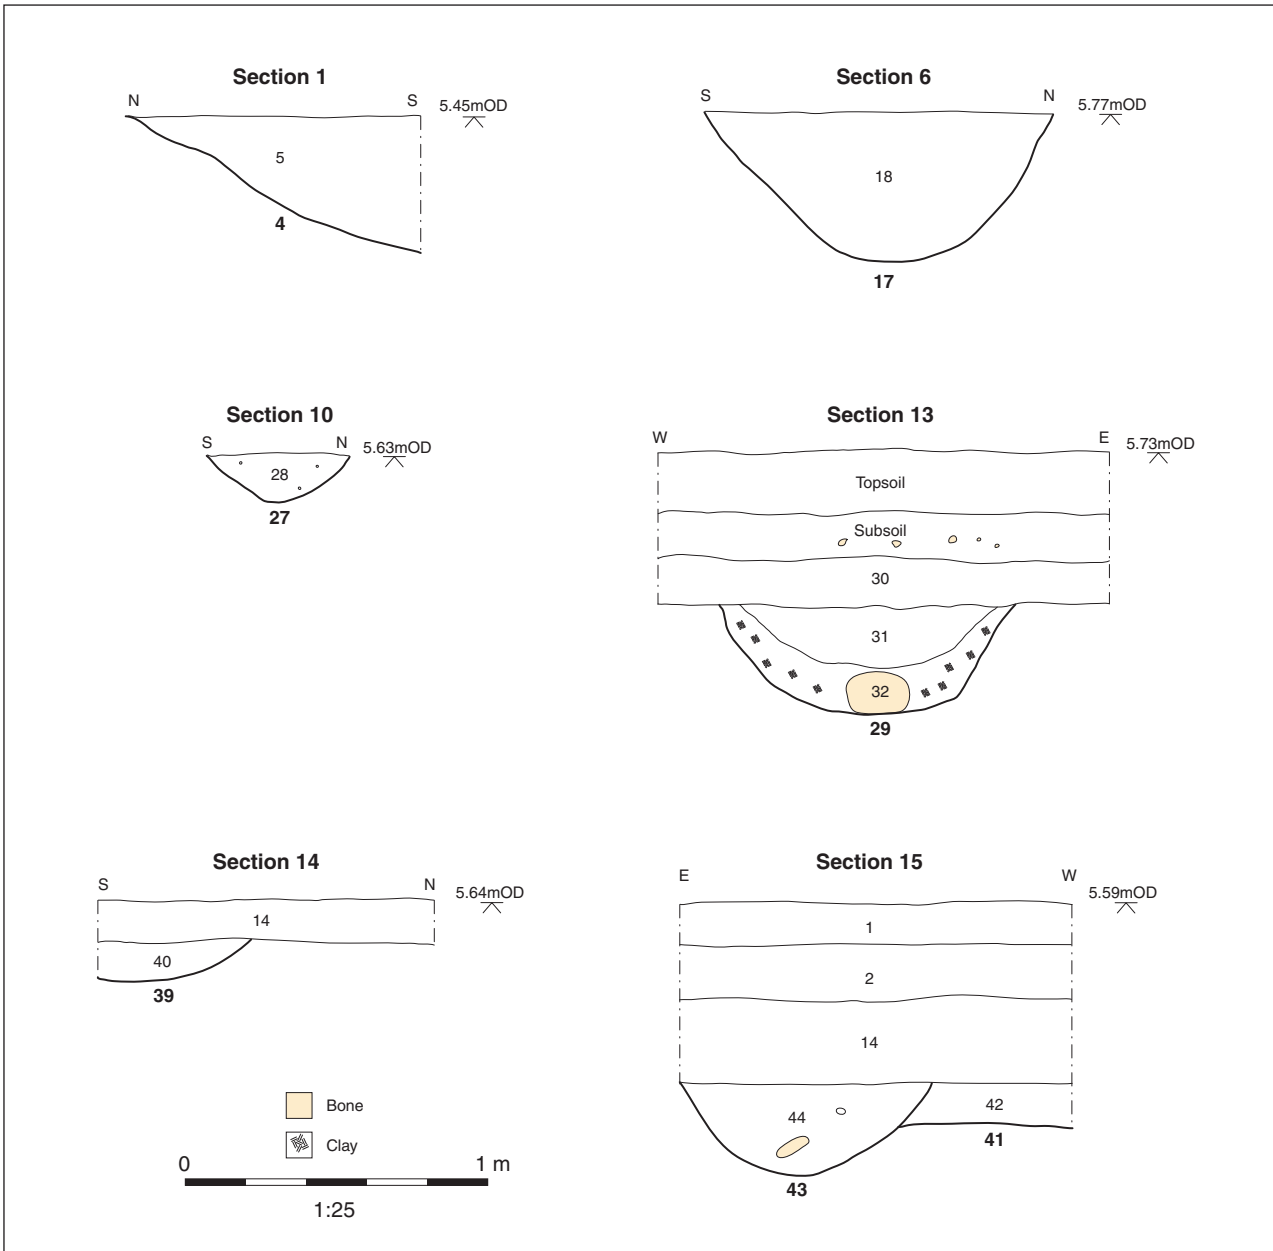 Section 1
N S 5.45mOD
5
4
Section 6
S N 5.77mOD
18
17
Section 10
S N 5.63mOD
28
27
Section 13
W E 5.73mOD
Topsoil
Subsoil
30
31
32
29
Section 14
S N 5.64mOD
14
40
39
Section 15
E W 5.59mOD
1
2
14
44 42
41
43
Bone
Clay
0 1 m
1:25